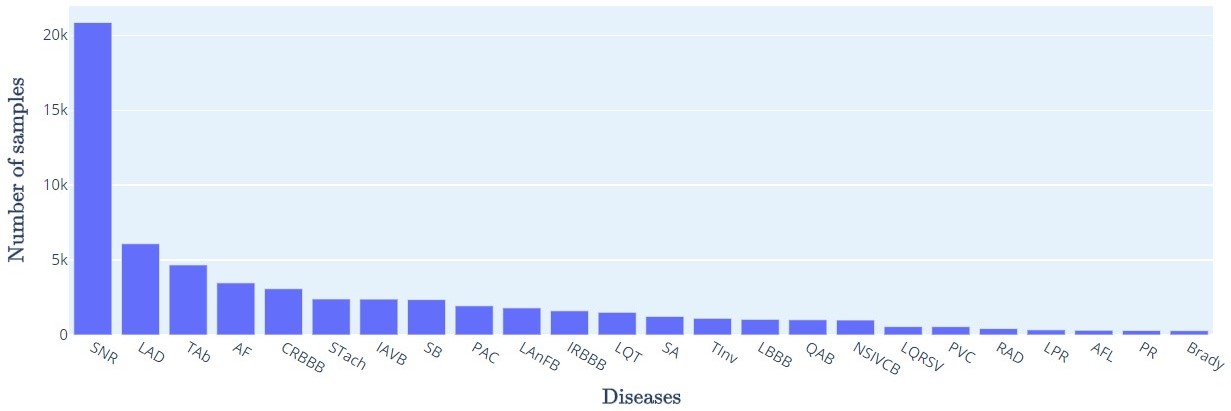 Number of samples
20k
15k
10k
5k
0
SNR LAD TAb AF CRBBB STach IAVB SB PAC LAnFB IRBBB LQT SA TInv LBBB QAB NSIVCB LQRSV PVC RAD LPR AFL PR Brady
Diseases